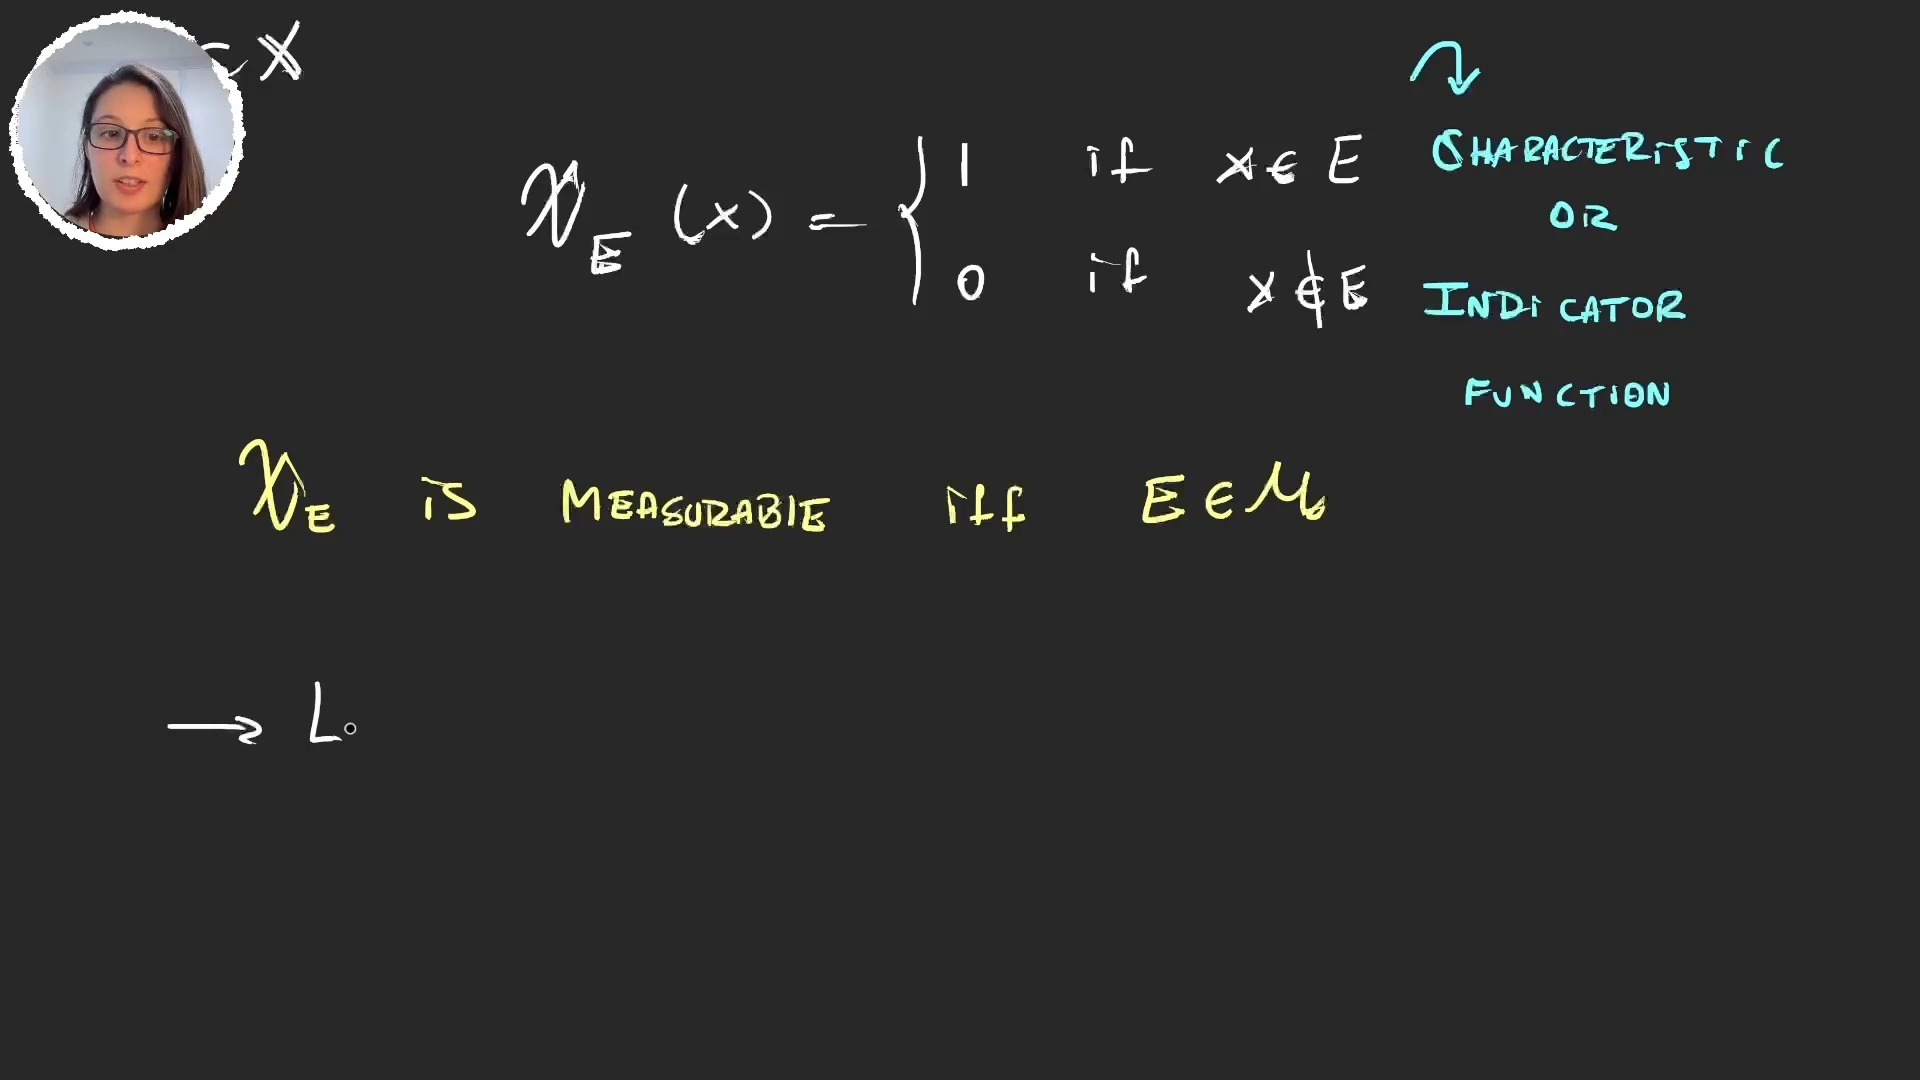 ⊂ X
χ_E (x) = { 1 if x ∈ E
0 if x ∉ E
CHARACTERISTIC
OR
INDICATOR
FUNCTION
χ_E is MEASURABLE iff E ∈ ℳ
→ L